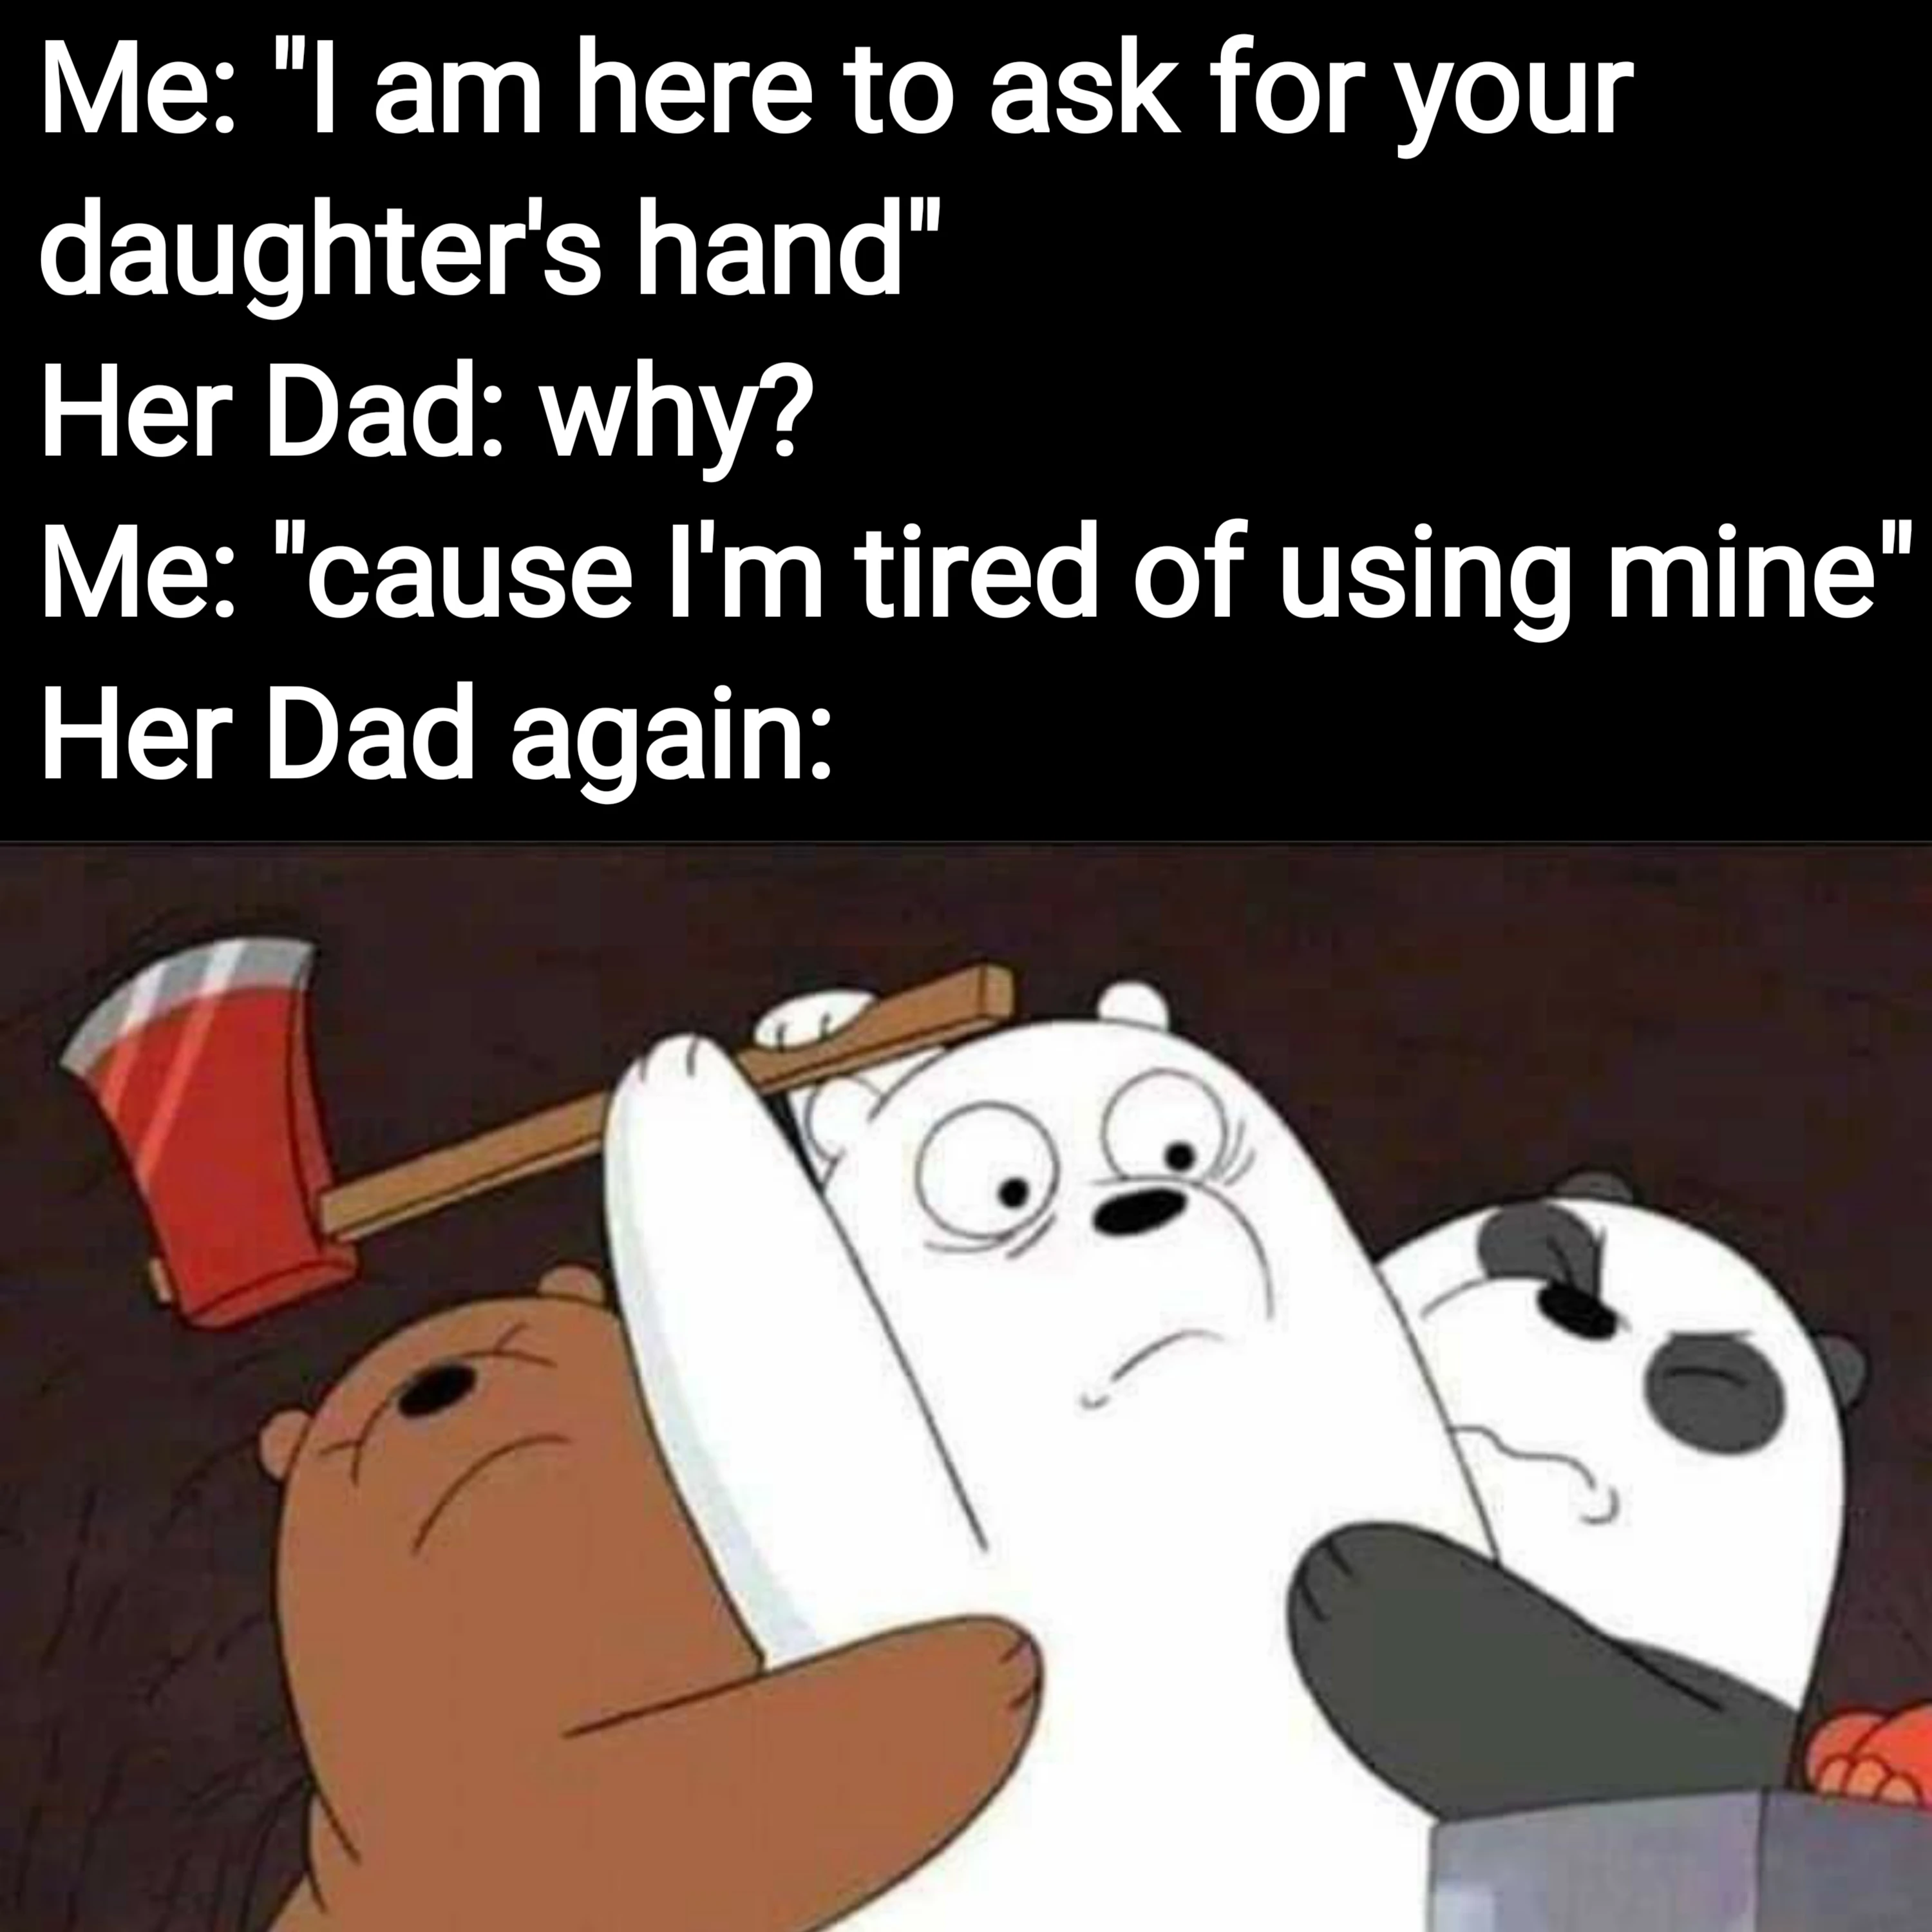 Me: "I am here to ask for your
daughter's hand"
Her Dad: why?
Me: "cause I'm tired of using mine"
Her Dad again: